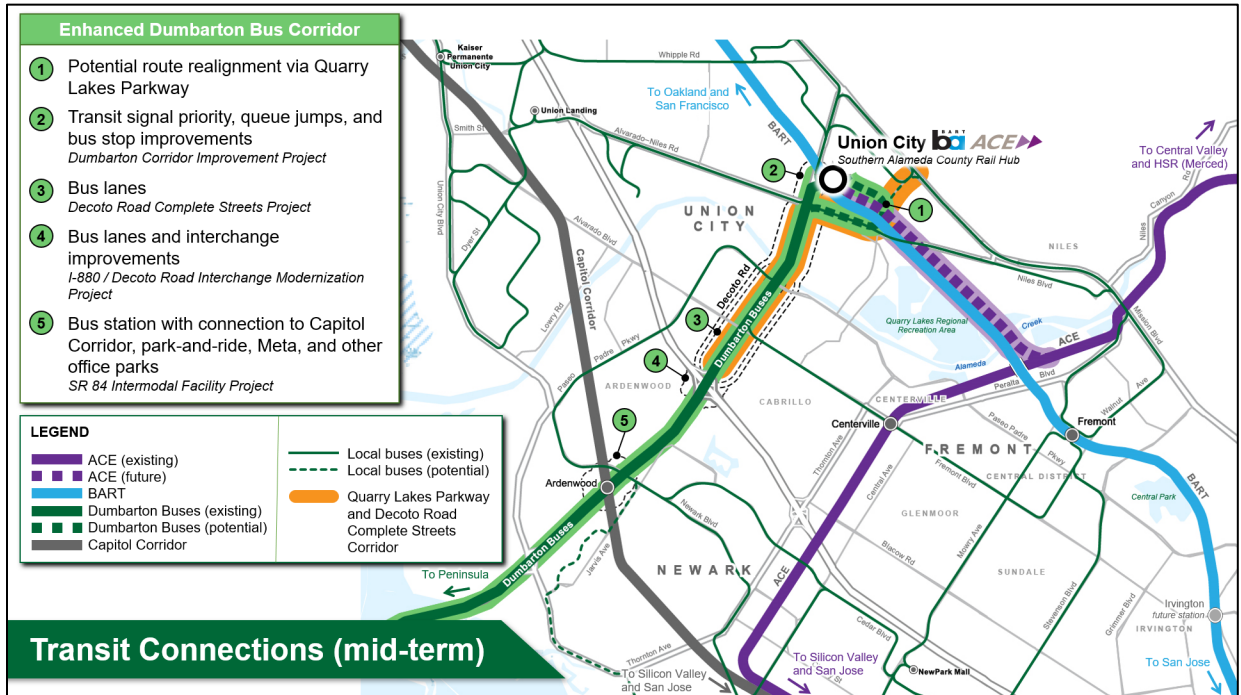 Enhanced Dumbarton Bus Corridor
1
Potential route realignment via Quarry
Lakes Parkway
2
Transit signal priority, queue jumps, and
bus stop improvements
Dumbarton Corridor Improvement Project
3
Bus lanes
Decoto Road Complete Streets Project
4
Bus lanes and interchange
improvements
I-880 / Decoto Road Interchange Modernization
Project
5
Bus station with connection to Capitol
Corridor, park-and-ride, Meta, and other
office parks
SR 84 Intermodal Facility Project
LEGEND
ACE (existing)
ACE (future)
BART
Dumbarton Buses (existing)
Dumbarton Buses (potential)
Capitol Corridor
Local buses (existing)
Local buses (potential)
Quarry Lakes Parkway
and Decoto Road
Complete Streets
Corridor
Transit Connections (mid-term)
Kaiser
Permanente
Union City
Whipple Rd
To Oakland and
San Francisco
Union Landing
Smith St
Alvarado-Niles Rd
BART
Union City BART ba ACE
Southern Alameda County Rail Hub
To Central Valley
and HSR (Merced)
Niles Canyon Rd
Union City Blvd
Dyer St
Alvarado Blvd
Capitol Corridor
Lowry Rd
UNION
CITY
2
1
NILES
Niles Blvd
Mission Blvd
Decoto Rd
3
Dumbarton Buses
Quarry Lakes Regional
Recreation Area
Alameda
Creek
ACE
Paseo
Padre
Pkwy
4
ARDENWOOD
CABRILLO
CENTERVILLE
Peralta
Blvd
Walnut
Ave
5
Centerville
Fremont
Paseo Padre
Pkwy
FREMONT
Thornton Ave
Central Ave
Fremont Blvd
CENTRAL DISTRICT
BART
Central Park
Ardenwood
Newark Blvd
GLENMOOR
Mowry Ave
Dumbarton Buses
Jarvis Ave
Blacow Rd
SUNDALE
To Peninsula
NEWARK
ACE
Stevenson Blvd
Grimmer Blvd
Irvington
future station
IRVINGTON
Cedar Blvd
Thornton Ave
NewPark Mall
To San Jose
To Silicon Valley
and San Jose
To Silicon Valley
and San Jose